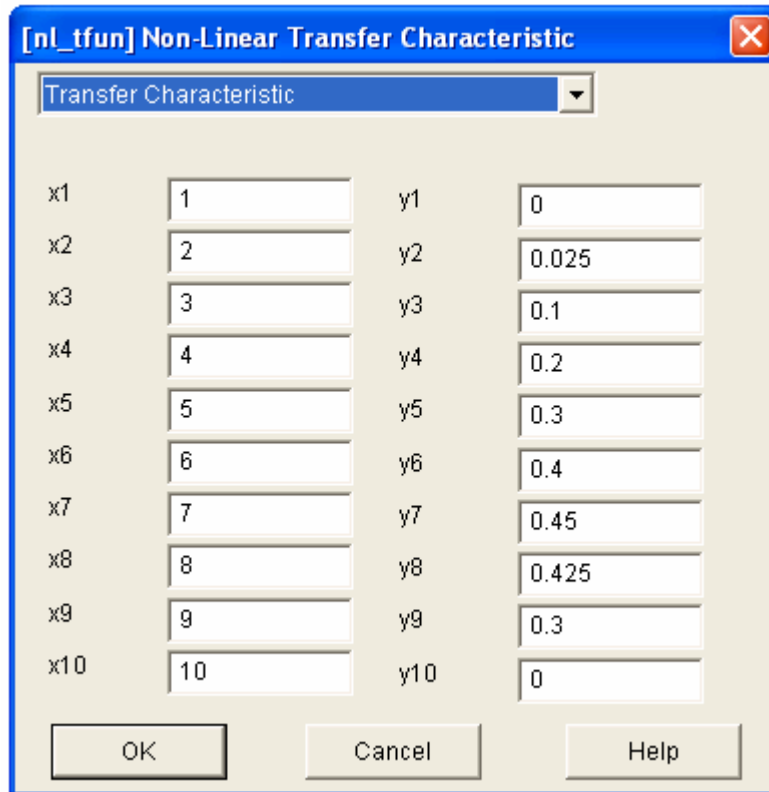 [nl_tfun] Non-Linear Transfer Characteristic
Transfer Characteristic
x1 1 y1 0
x2 2 y2 0.025
x3 3 y3 0.1
x4 4 y4 0.2
x5 5 y5 0.3
x6 6 y6 0.4
x7 7 y7 0.45
x8 8 y8 0.425
x9 9 y9 0.3
x10 10 y10 0
OK Cancel Help